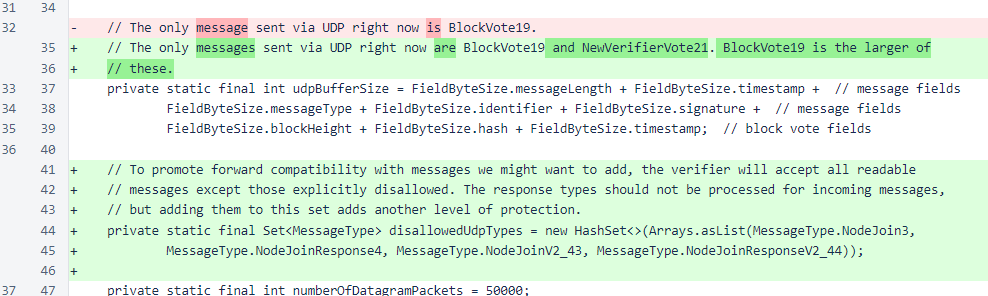 31 34
32 - // The only message sent via UDP right now is BlockVote19.
35 + // The only messages sent via UDP right now are BlockVote19 and NewVerifierVote21. BlockVote19 is the larger of
36 + // these.
33 37 private static final int udpBufferSize = FieldByteSize.messageLength + FieldByteSize.timestamp + // message fields
34 38 FieldByteSize.messageType + FieldByteSize.identifier + FieldByteSize.signature + // message fields
35 39 FieldByteSize.blockHeight + FieldByteSize.hash + FieldByteSize.timestamp; // block vote fields
36 40
41 + // To promote forward compatibility with messages we might want to add, the verifier will accept all readable
42 + // messages except those explicitly disallowed. The response types should not be processed for incoming messages,
43 + // but adding them to this set adds another level of protection.
44 + private static final Set<MessageType> disallowedUdpTypes = new HashSet<>(Arrays.asList(MessageType.NodeJoin3,
45 + MessageType.NodeJoinResponse4, MessageType.NodeJoinV2_43, MessageType.NodeJoinResponseV2_44));
46 +
37 47 private static final int numberOfDatagramPackets = 50000;